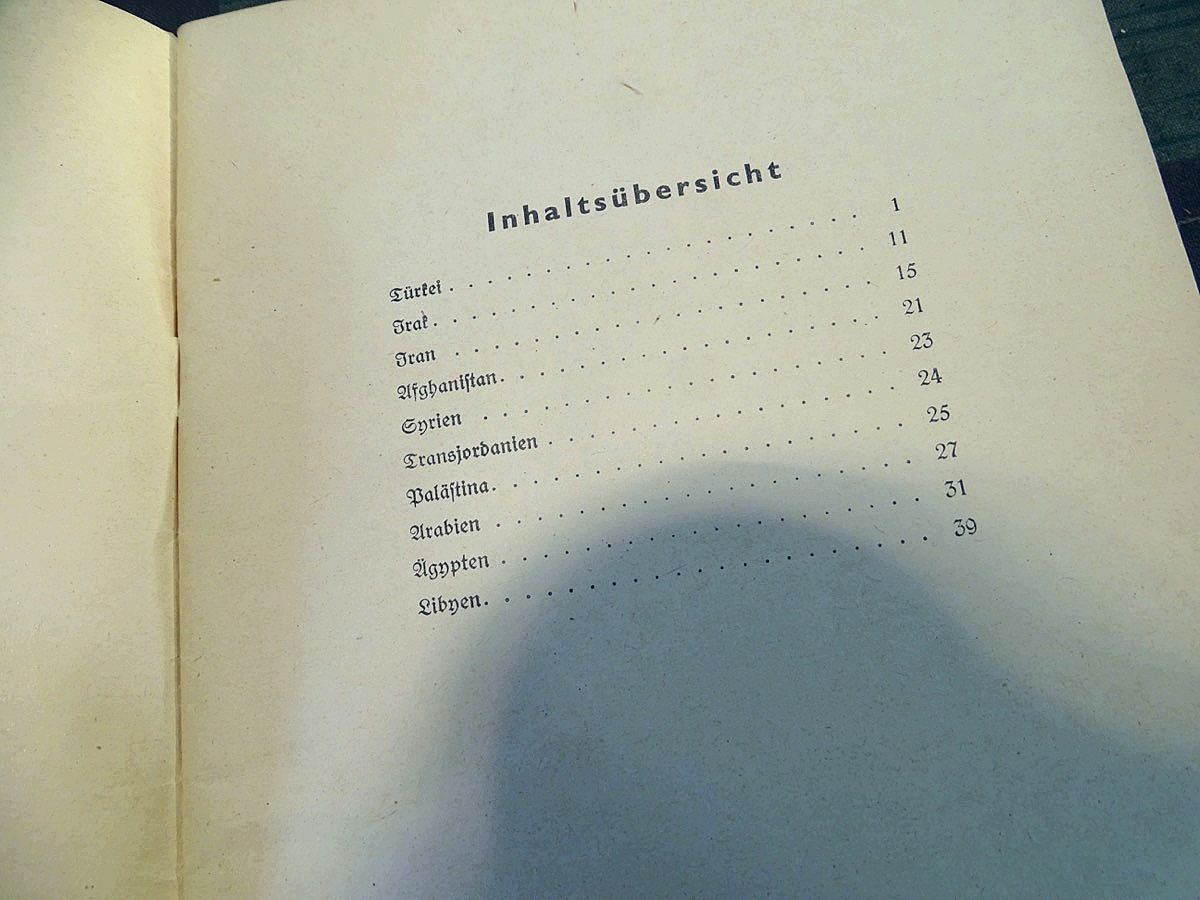 Inhaltsübersicht
Türkei . . . . . . . . . . . . . . . . . . . . . 1
Irak . . . . . . . . . . . . . . . . . . . . . . 11
Iran . . . . . . . . . . . . . . . . . . . . . . 15
Afghanistan . . . . . . . . . . . . . . . . . . . 21
Syrien . . . . . . . . . . . . . . . . . . . . . 23
Transjordanien . . . . . . . . . . . . . . . . . . 24
Palästina . . . . . . . . . . . . . . . . . . . . 25
Arabien . . . . . . . . . . . . . . . . . . . . . 27
Ägypten . . . . . . . . . . . . . . . . . . . . . 31
Libyen . . . . . . . . . . . . . . . . . . . . . 39